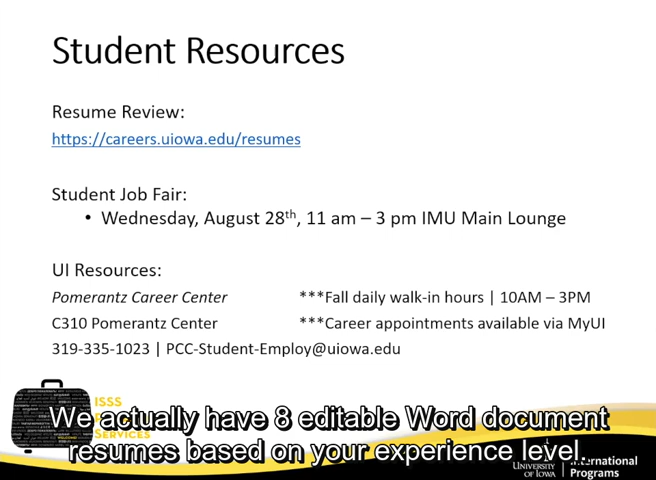 Student Resources
Resume Review:
https://careers.uiowa.edu/resumes
Student Job Fair:
• Wednesday, August 28th, 11 am – 3 pm IMU Main Lounge
UI Resources:
Pomerantz Career Center ***Fall daily walk-in hours | 10AM – 3PM
C310 Pomerantz Center ***Career appointments available via MyUI
319-335-1023 | PCC-Student-Employ@uiowa.edu
ISSS
SERVICES
We actually have 8 editable Word document
resumes based on your experience level.
UNIVERSITY OF IOWA
International
Programs